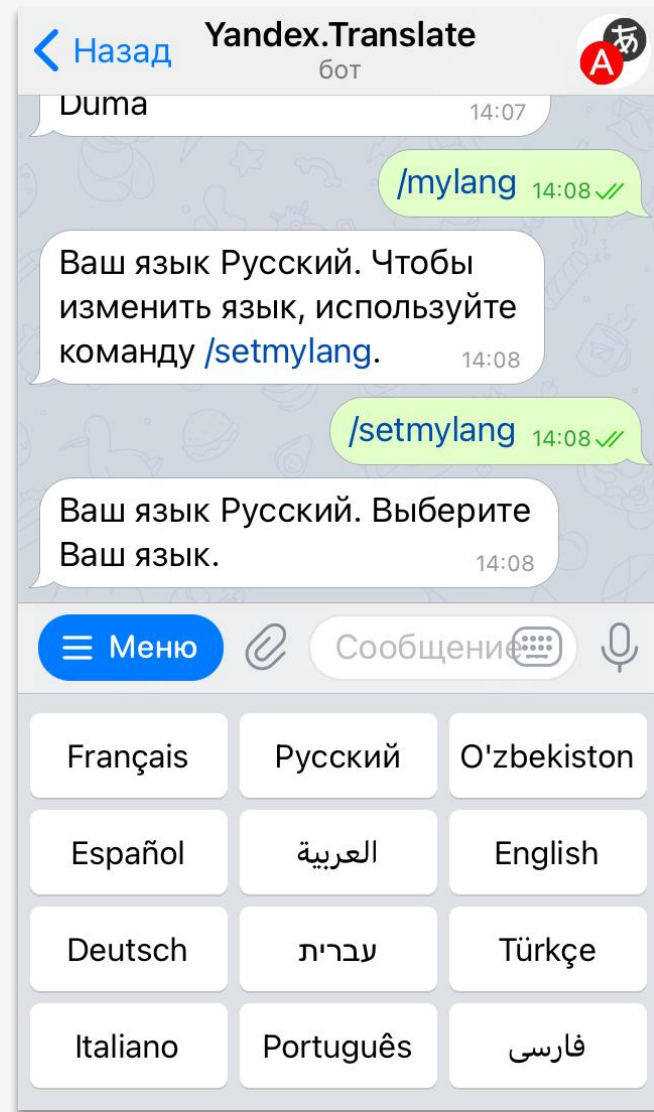 Назад
Yandex.Translate
бот
あ
A
Duma
14:07
/mylang 14:08
Ваш язык Русский. Чтобы
изменить язык, используйте
команду /setmylang. 14:08
/setmylang 14:08
Ваш язык Русский. Выберите
Ваш язык. 14:08
Меню
Сообщение
Français
Русский
O'zbekiston
Español
العربية
English
Deutsch
עברית
Türkçe
Italiano
Português
فارسی